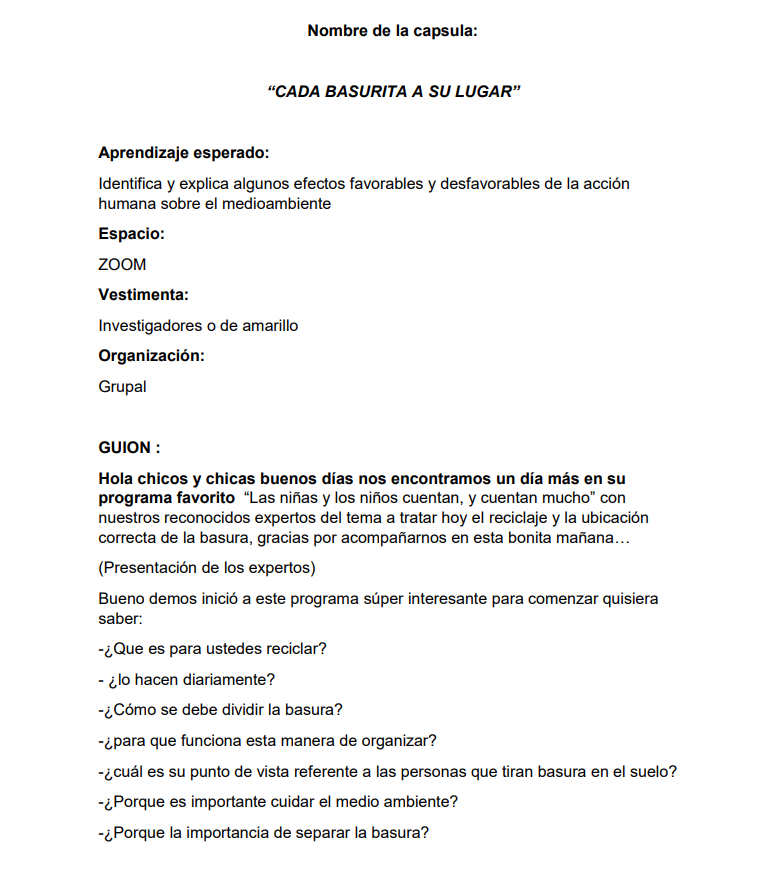 Nombre de la capsula:
“CADA BASURITA A SU LUGAR”
Aprendizaje esperado:
Identifica y explica algunos efectos favorables y desfavorables de la acción
humana sobre el medioambiente
Espacio:
ZOOM
Vestimenta:
Investigadores o de amarillo
Organización:
Grupal
GUION :
Hola chicos y chicas buenos días nos encontramos un día más en su
programa favorito “Las niñas y los niños cuentan, y cuentan mucho” con
nuestros reconocidos expertos del tema a tratar hoy el reciclaje y la ubicación
correcta de la basura, gracias por acompañarnos en esta bonita mañana…
(Presentación de los expertos)
Bueno demos inició a este programa súper interesante para comenzar quisiera
saber:
-¿Que es para ustedes reciclar?
- ¿lo hacen diariamente?
-¿Cómo se debe dividir la basura?
-¿para que funciona esta manera de organizar?
-¿cuál es su punto de vista referente a las personas que tiran basura en el suelo?
-¿Porque es importante cuidar el medio ambiente?
-¿Porque la importancia de separar la basura?